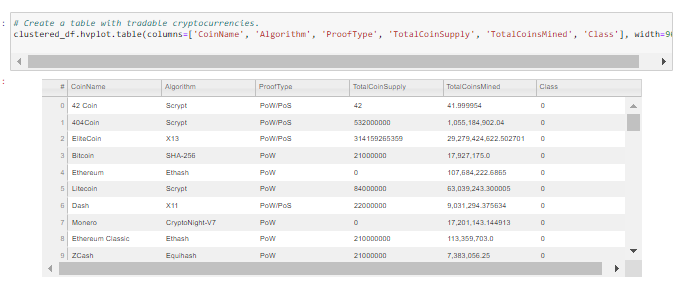 # Create a table with tradable cryptocurrencies.
clustered_df.hvplot.table(columns=['CoinName', 'Algorithm', 'ProofType', 'TotalCoinSupply', 'TotalCoinsMined', 'Class'], width=90
# CoinName Algorithm ProofType TotalCoinSupply TotalCoinsMined Class
0 42 Coin Scrypt PoW/PoS 42 41.999954 0
1 404Coin Scrypt PoW/PoS 532000000 1,055,184,902.04 0
2 EliteCoin X13 PoW/PoS 314159265359 29,279,424,622.502701 0
3 Bitcoin SHA-256 PoW 21000000 17,927,175.0 0
4 Ethereum Ethash PoW 0 107,684,222.6865 0
5 Litecoin Scrypt PoW 84000000 63,039,243.300005 0
6 Dash X11 PoW/PoS 22000000 9,031,294.375634 0
7 Monero CryptoNight-V7 PoW 0 17,201,143.144913 0
8 Ethereum Classic Ethash PoW 210000000 113,359,703.0 0
9 ZCash Equihash PoW 21000000 7,383,056.25 0